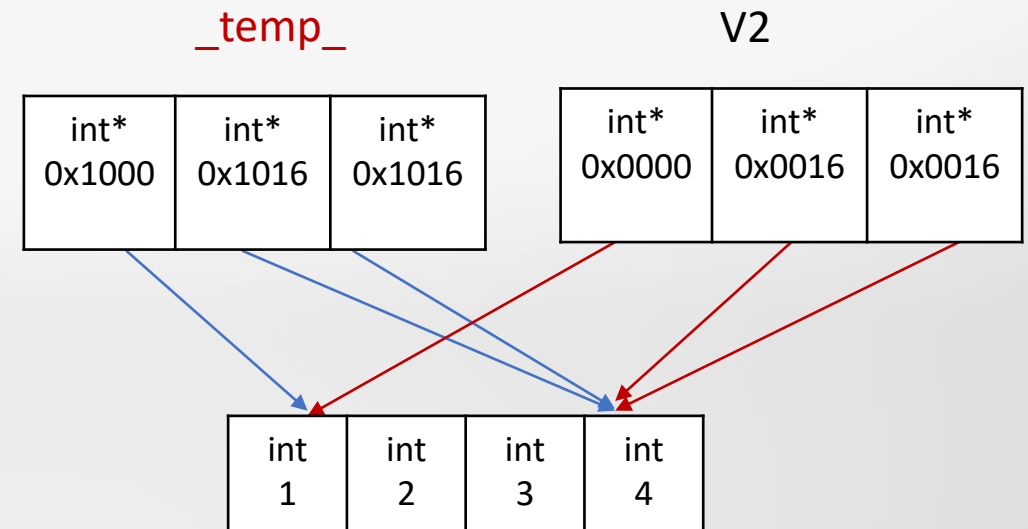 _temp_
V2
int* int* int*
0x1000 0x1016 0x1016
int* int* int*
0x0000 0x0016 0x0016
int int int int
1 2 3 4